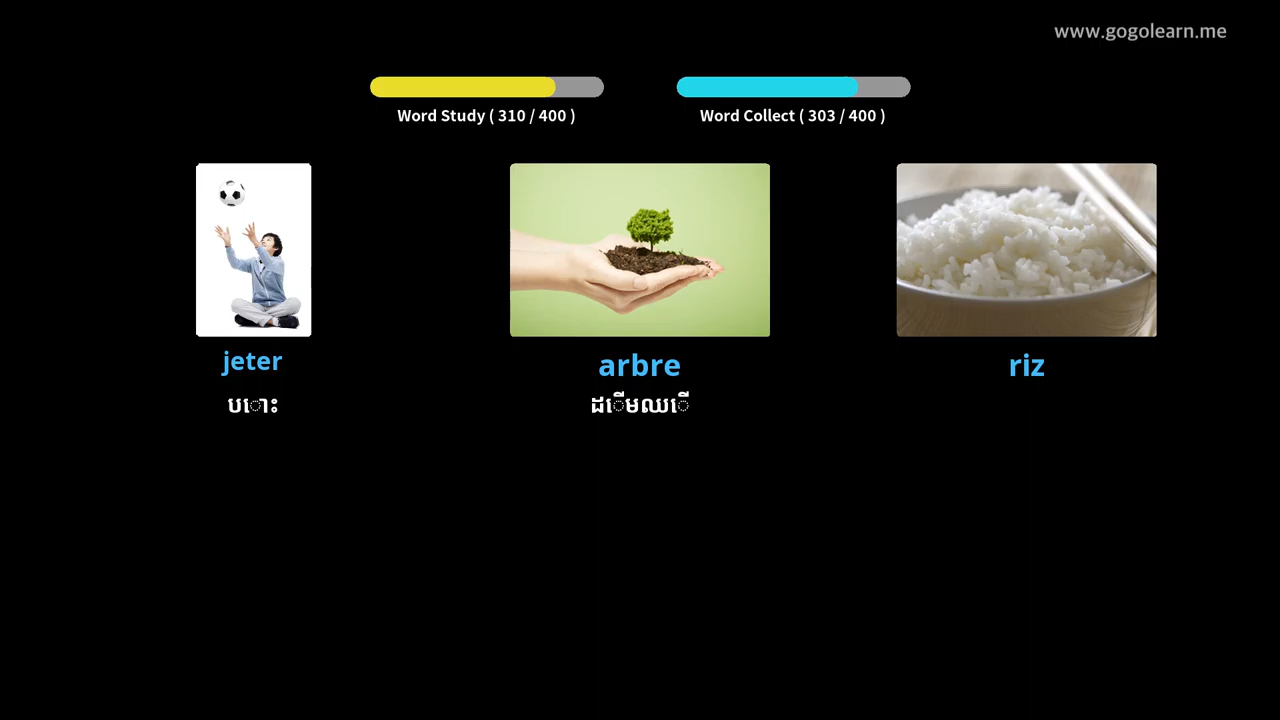 www.gogolearn.me
Word Study ( 310 / 400 )
Word Collect ( 303 / 400 )
jeter
arbre
riz
បោះ
ដើមឈើ